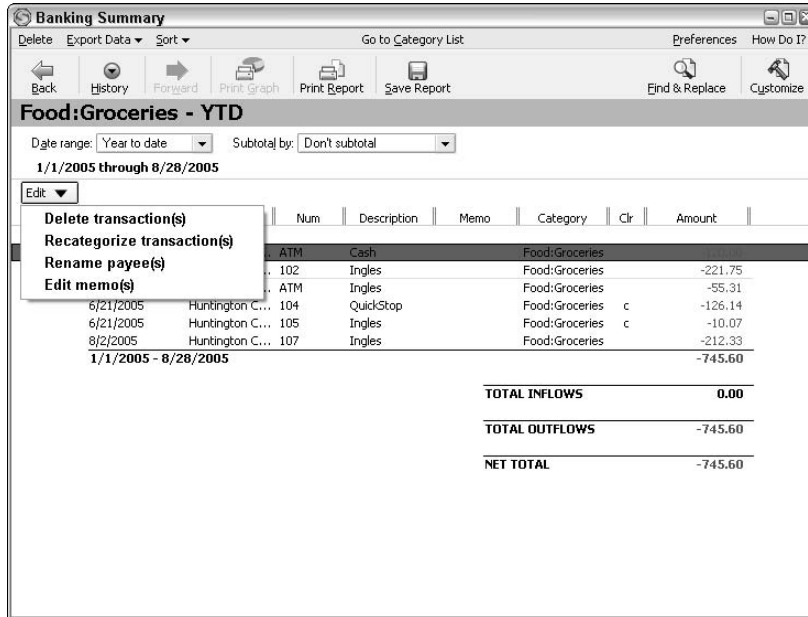 Banking Summary
Delete Export Data Sort Go to Category List Preferences How Do I?
Back History Forward Print Graph Print Report Save Report Find & Replace Customize
Food:Groceries - YTD
Date range: Year to date Subtotal by: Don't subtotal
1/1/2005 through 8/28/2005
Edit
Delete transaction(s)
Recategorize transaction(s)
Rename payee(s)
Edit memo(s)
Num Description Memo Category Clr Amount
ATM Cash Food:Groceries -120.00
102 Ingles Food:Groceries -221.75
ATM Ingles Food:Groceries -55.31
6/21/2005 Huntington C... 104 QuickStop Food:Groceries c -126.14
6/21/2005 Huntington C... 105 Ingles Food:Groceries c -10.07
8/2/2005 Huntington C... 107 Ingles Food:Groceries -212.33
1/1/2005 - 8/28/2005 -745.60
TOTAL INFLOWS 0.00
TOTAL OUTFLOWS -745.60
NET TOTAL -745.60